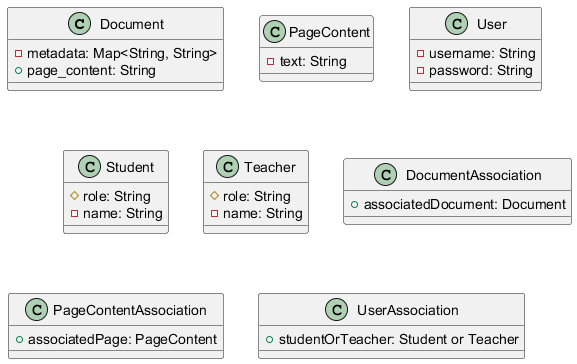 C Document
metadata: Map<String, String>
page_content: String
C PageContent
text: String
C User
username: String
password: String
C Student
role: String
name: String
C Teacher
role: String
name: String
C DocumentAssociation
associatedDocument: Document
C PageContentAssociation
associatedPage: PageContent
C UserAssociation
studentOrTeacher: Student or Teacher